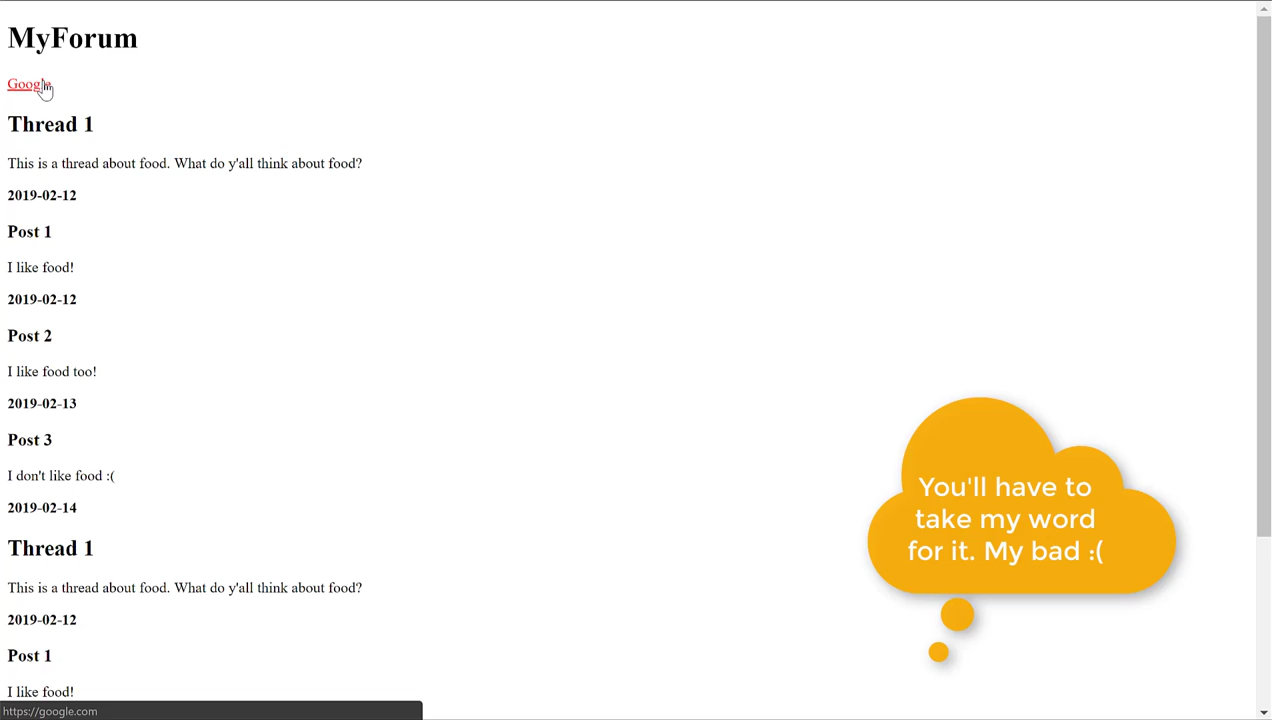 MyForum
Google
Thread 1
This is a thread about food. What do y'all think about food?
2019-02-12
Post 1
I like food!
2019-02-12
Post 2
I like food too!
2019-02-13
Post 3
I don't like food :(
2019-02-14
Thread 1
This is a thread about food. What do y'all think about food?
2019-02-12
Post 1
I like food!
You'll have to
take my word
for it. My bad :(
https://google.com